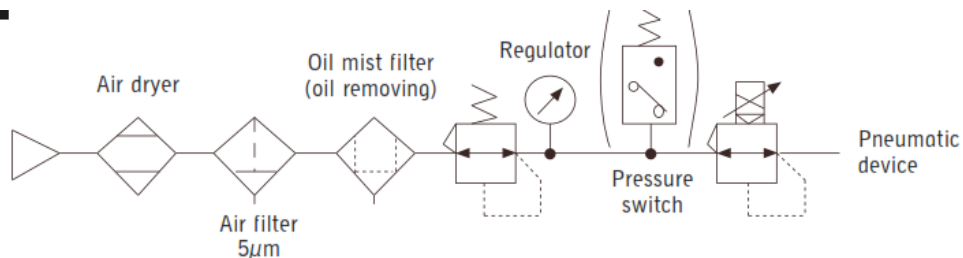 Air dryer
Oil mist filter
(oil removing)
Regulator
Air filter
5μm
Pressure
switch
Pneumatic
device